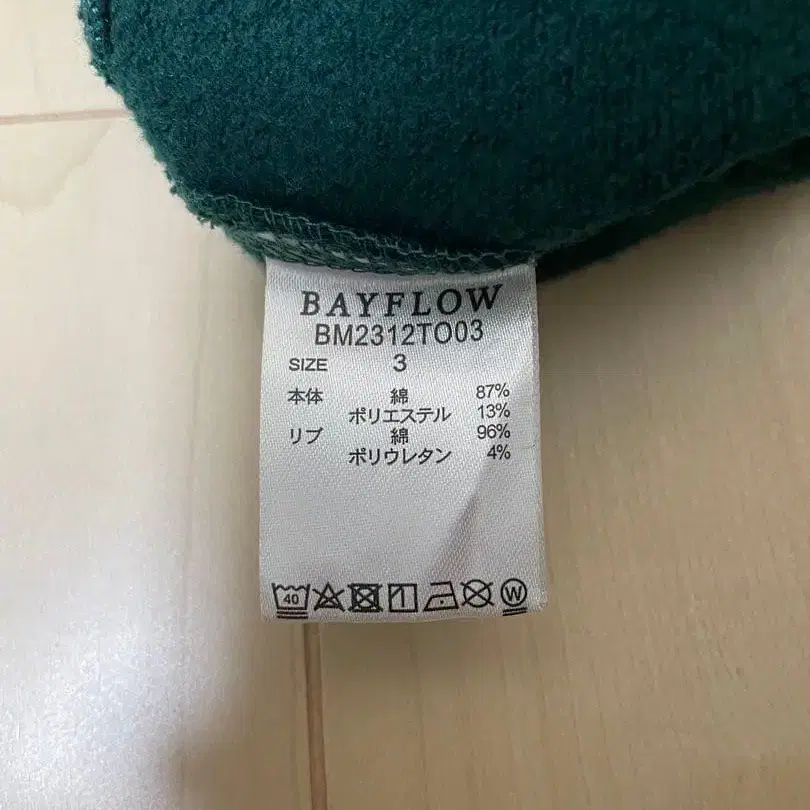 BAYFLOW
BM2312TO03
SIZE 3
本体 綿 87%
ポリエステル 13%
リブ 綿 96%
ポリウレタン 4%
40 W